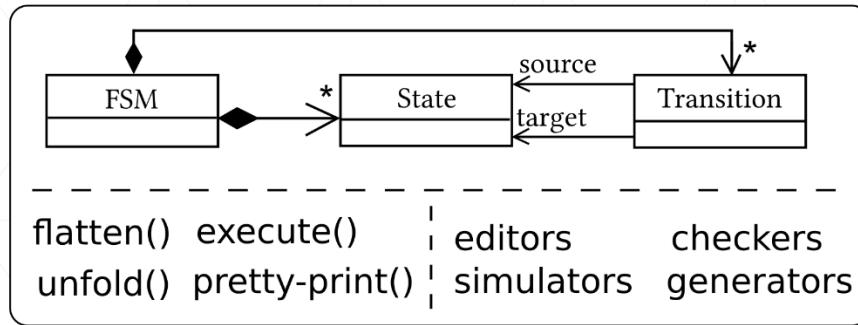 *
FSM
*
State
source
target
Transition
flatten() execute()
unfold() pretty-print()
editors checkers
simulators generators